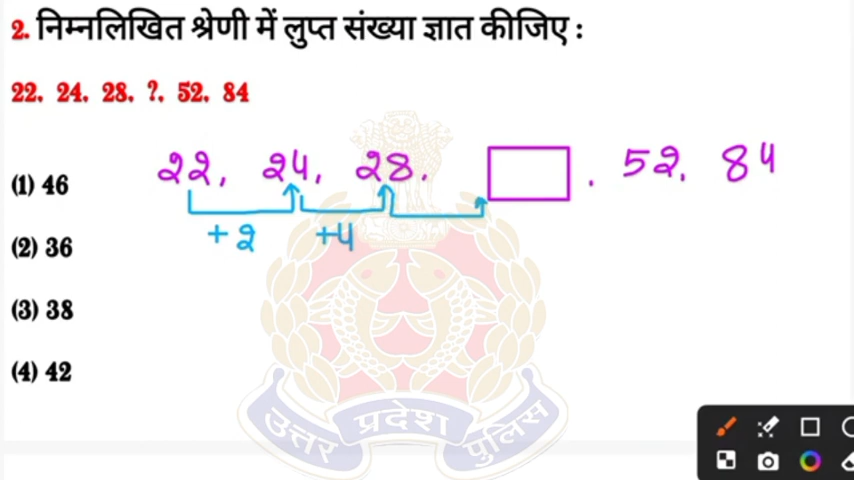 2. निम्नलिखित श्रेणी में लुप्त संख्या ज्ञात कीजिए :
22, 24, 28, ?, 52, 84
22, 24, 28. . 52. 84
+2 +4
(1) 46
(2) 36
(3) 38
(4) 42
उत्तर प्रदेश पुलिस